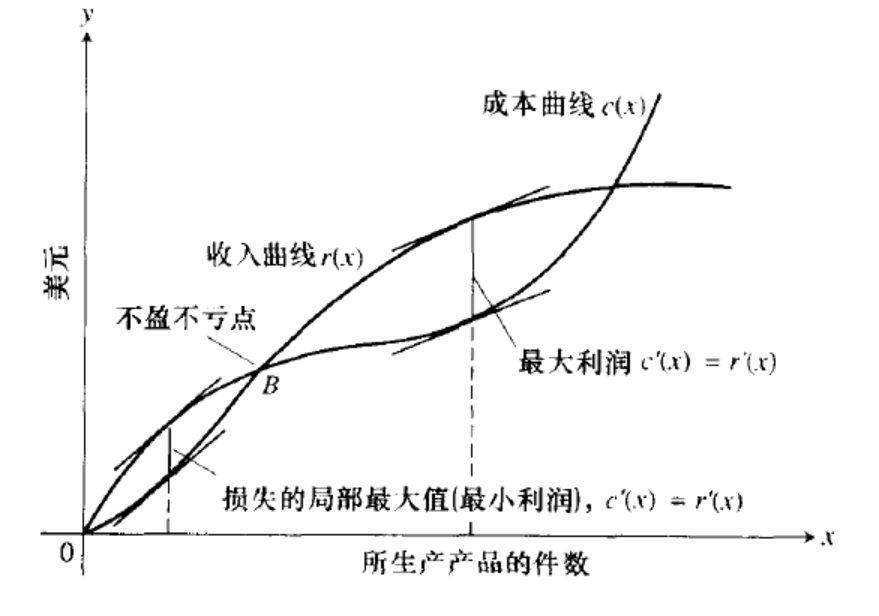 y
成本曲线 c(x)
收入曲线 r(x)
美元
不盈不亏点
B
最大利润 c′(x) = r′(x)
损失的局部最大值(最小利润), c′(x) = r′(x)
0
x
所生产产品的件数